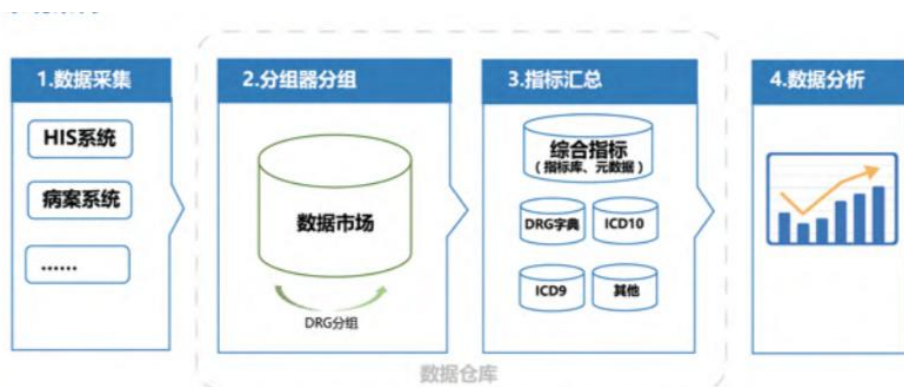 1.数据采集
HIS系统
病案系统
......
2.分组器分组
数据市场
DRG分组
3.指标汇总
综合指标
(指标库、元数据)
DRG字典
ICD10
ICD9
其他
4.数据分析
数据仓库